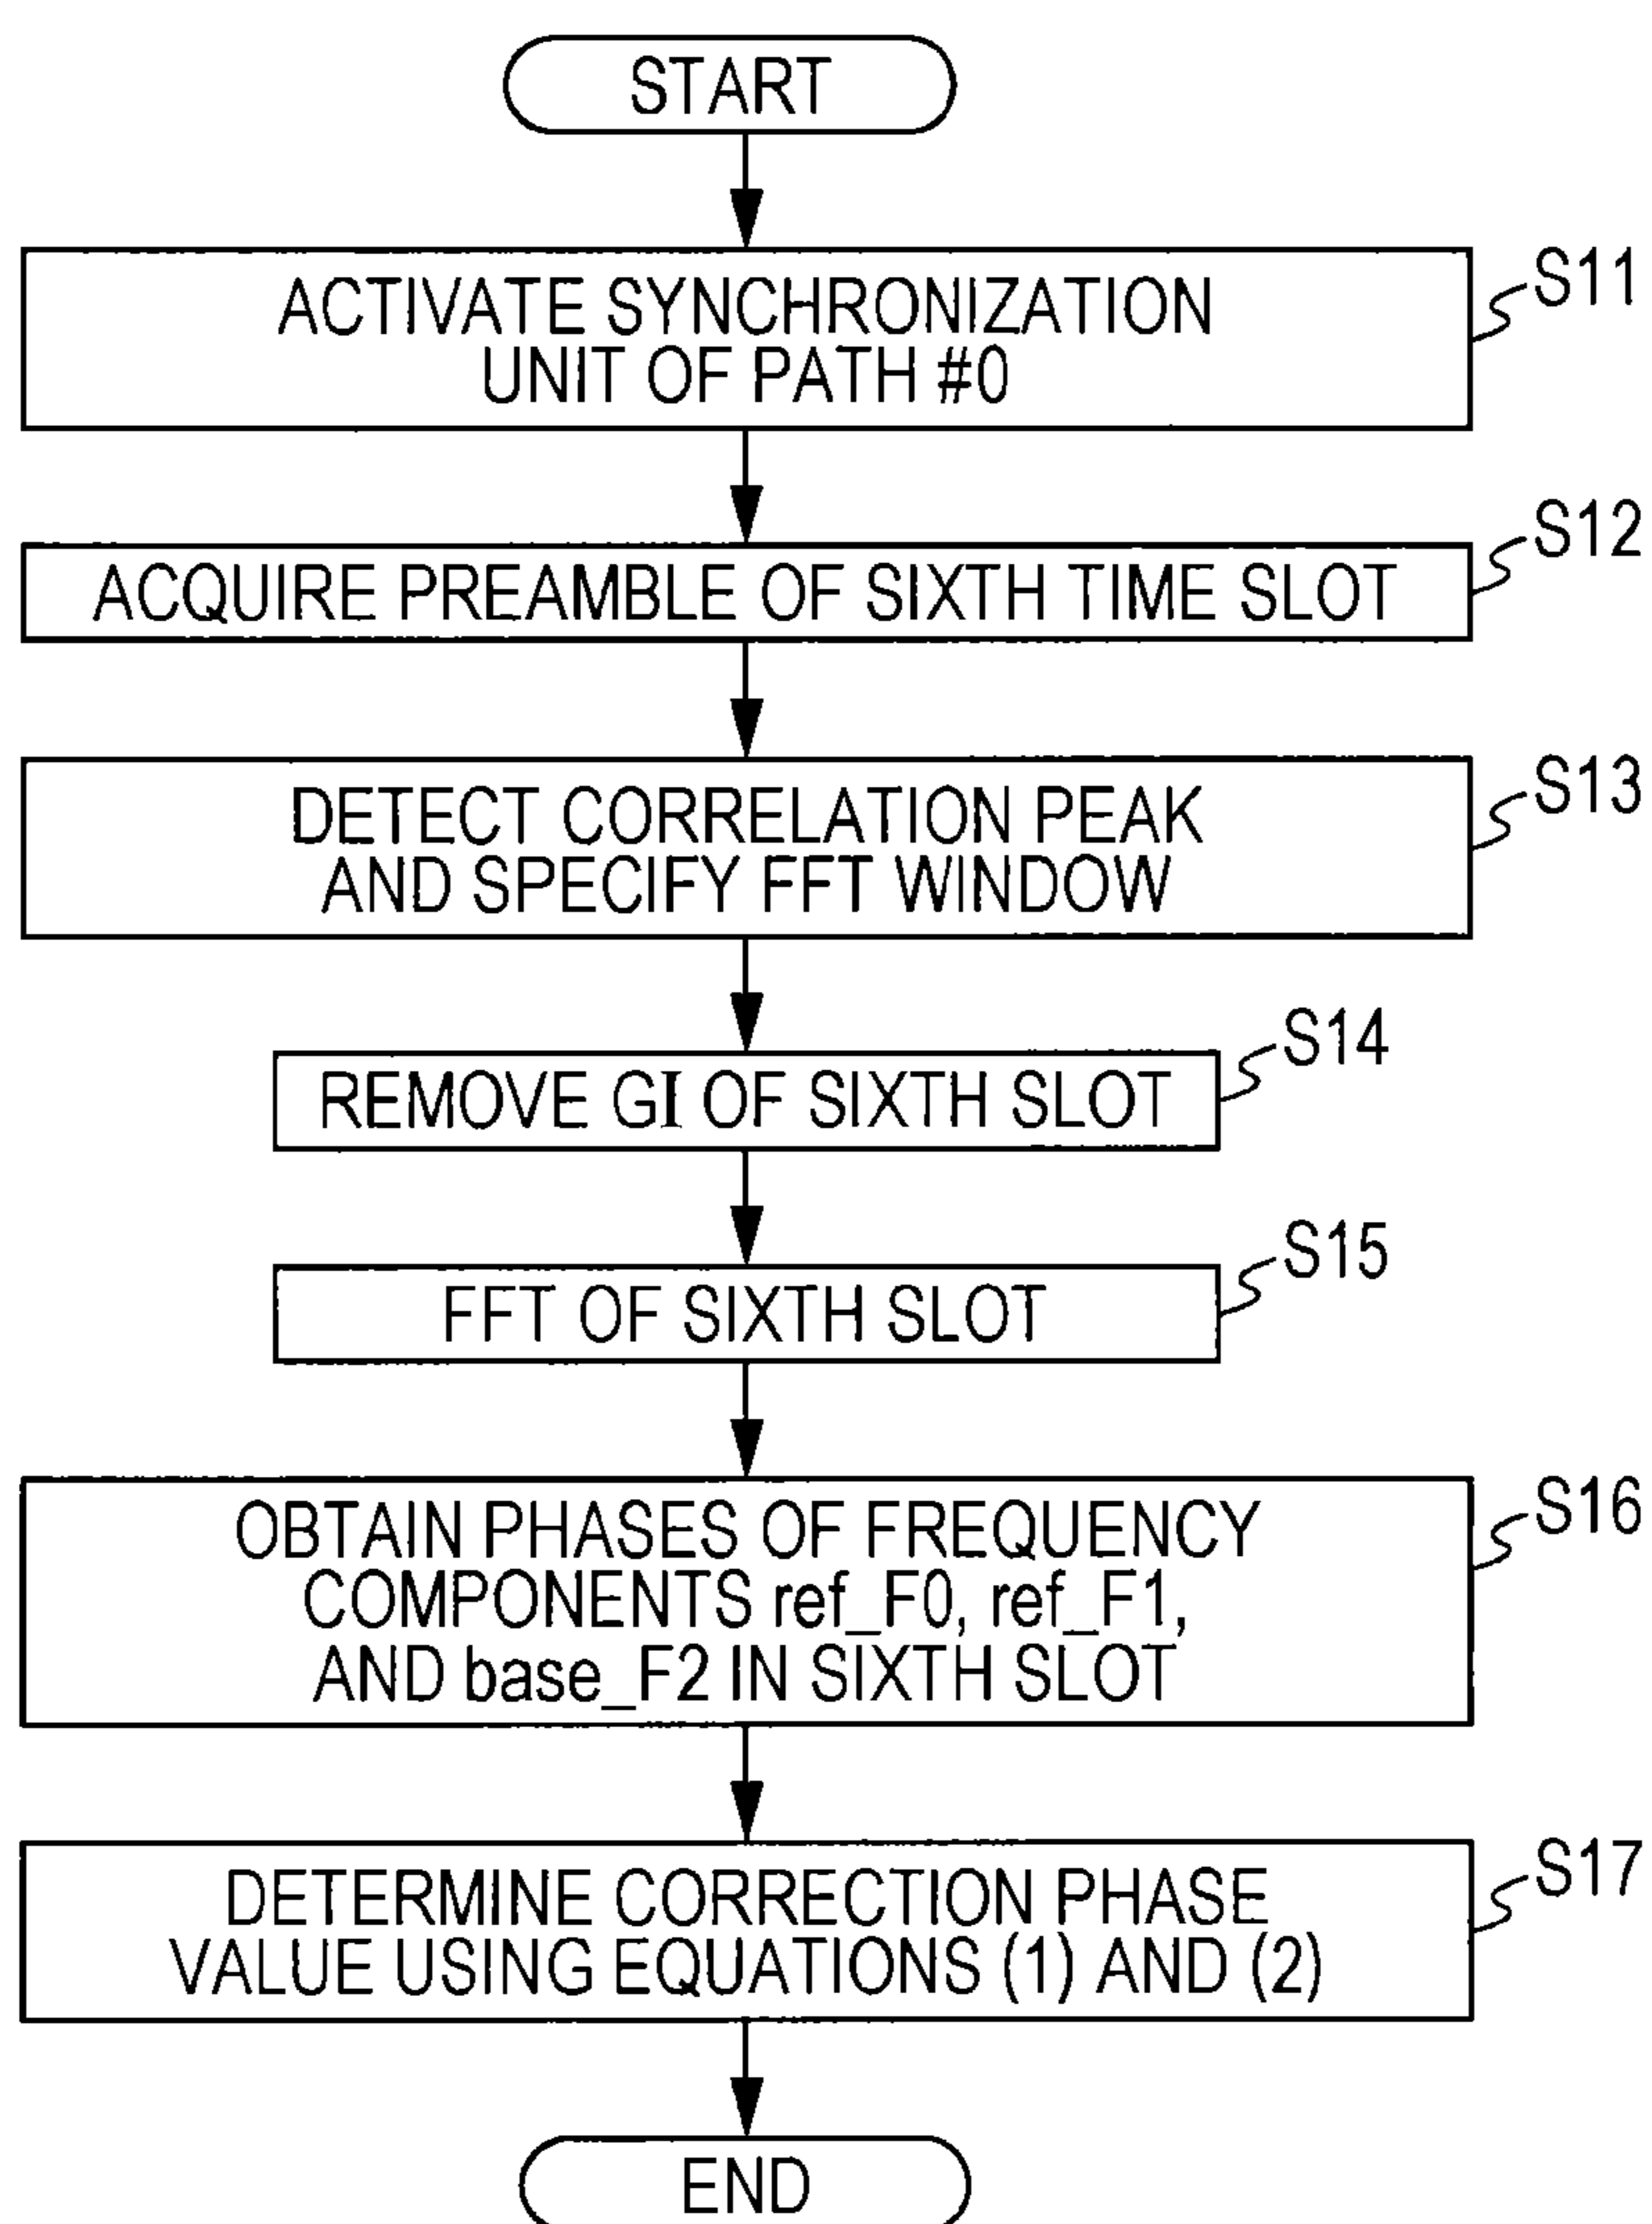 START
S11
ACTIVATE SYNCHRONIZATION
UNIT OF PATH #0
S12
ACQUIRE PREAMBLE OF SIXTH TIME SLOT
S13
DETECT CORRELATION PEAK
AND SPECIFY FFT WINDOW
S14
REMOVE GI OF SIXTH SLOT
S15
FFT OF SIXTH SLOT
S16
OBTAIN PHASES OF FREQUENCY
COMPONENTS ref_F0, ref_F1,
AND base_F2 IN SIXTH SLOT
S17
DETERMINE CORRECTION PHASE
VALUE USING EQUATIONS (1) AND (2)
END